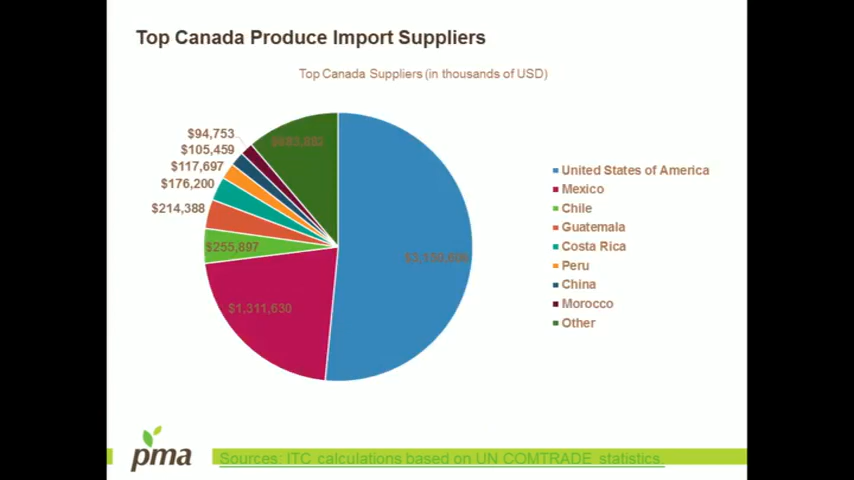 Top Canada Produce Import Suppliers
Top Canada Suppliers (in thousands of USD)
$94,753
$105,459
$117,697
$176,200
$214,388
$255,897
$1,311,630
United States of America
Mexico
Chile
Guatemala
Costa Rica
Peru
China
Morocco
Other
pma
Sources: ITC calculations based on UN COMTRADE statistics.